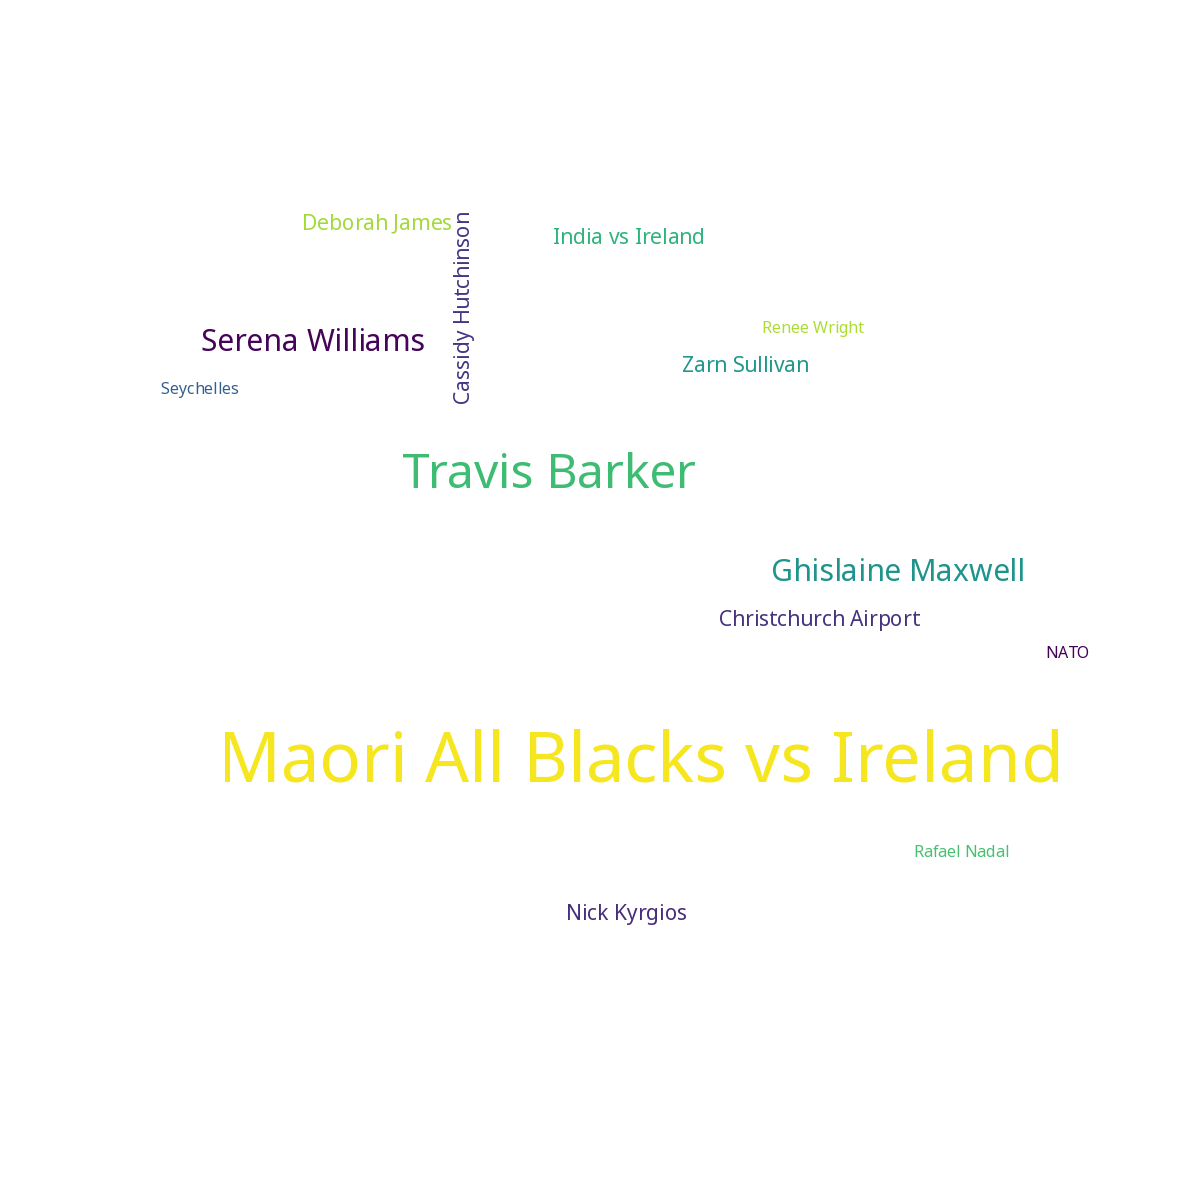 Deborah James
Cassidy Hutchinson
India vs Ireland
Serena Williams
Renee Wright
Zarn Sullivan
Seychelles
Travis Barker
Ghislaine Maxwell
Christchurch Airport
NATO
Maori All Blacks vs Ireland
Rafael Nadal
Nick Kyrgios